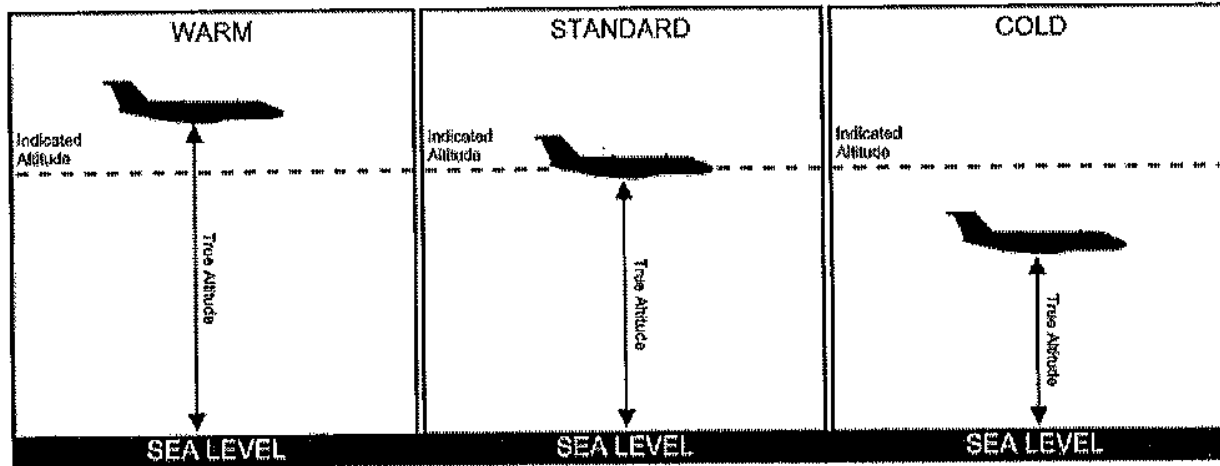 WARM
Indicated
Altitude
True Altitude
SEA LEVEL
STANDARD
Indicated
Altitude
True Altitude
SEA LEVEL
COLD
Indicated
Altitude
True Altitude
SEA LEVEL